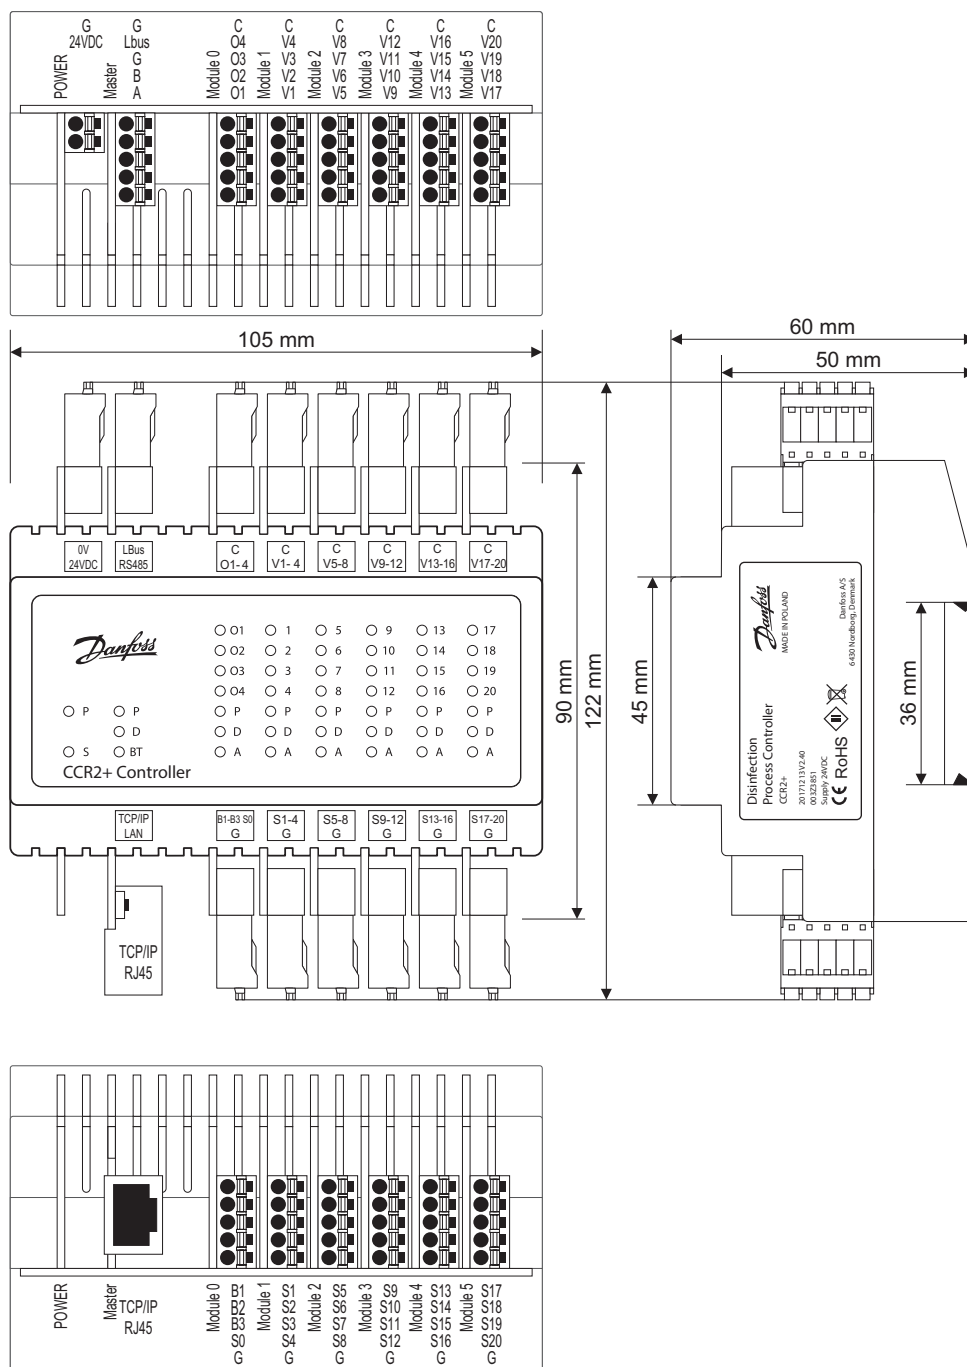 G G C C C C C C
24VDC Lbus O4 V4 V8 V12 V16 V20
G O3 V3 V7 V11 V15 V19
B O2 V2 V6 V10 V14 V18
A O1 V1 V5 V9 V13 V17
POWER
Master
Module 0
Module 1
Module 2
Module 3
Module 4
Module 5
105 mm
60 mm
50 mm
0V LBus C C C C C C
24VDC RS485 O1-4 V1-4 V5-8 V9-12 V13-16 V17-20
Danfoss
O1 1 5 9 13 17
O2 2 6 10 14 18
O3 3 7 11 15 19
O4 4 8 12 16 20
P P P P P P P P
D D D D D D D
S BT A A A A A A
CCR2+ Controller
TCP/IP B1-B3 S0 S1-4 S5-8 S9-12 S13-16 S17-20
LAN G G G G G G
TCP/IP
RJ45
90 mm
122 mm
45 mm
36 mm
Danfoss
MADE IN POLAND
Danfoss A/S
6430 Nordborg, Denmark
Disinfection
Process Controller
CCR2+
20171213 V2.40
003Z3851
Supply 24VDC
CE RoHS
POWER
Master
TCP/IP
RJ45
Module 0
Module 1
Module 2
Module 3
Module 4
Module 5
B1 S1 S5 S9 S13 S17
B2 S2 S6 S10 S14 S18
B3 S3 S7 S11 S15 S19
S0 S4 S8 S12 S16 S20
G G G G G G